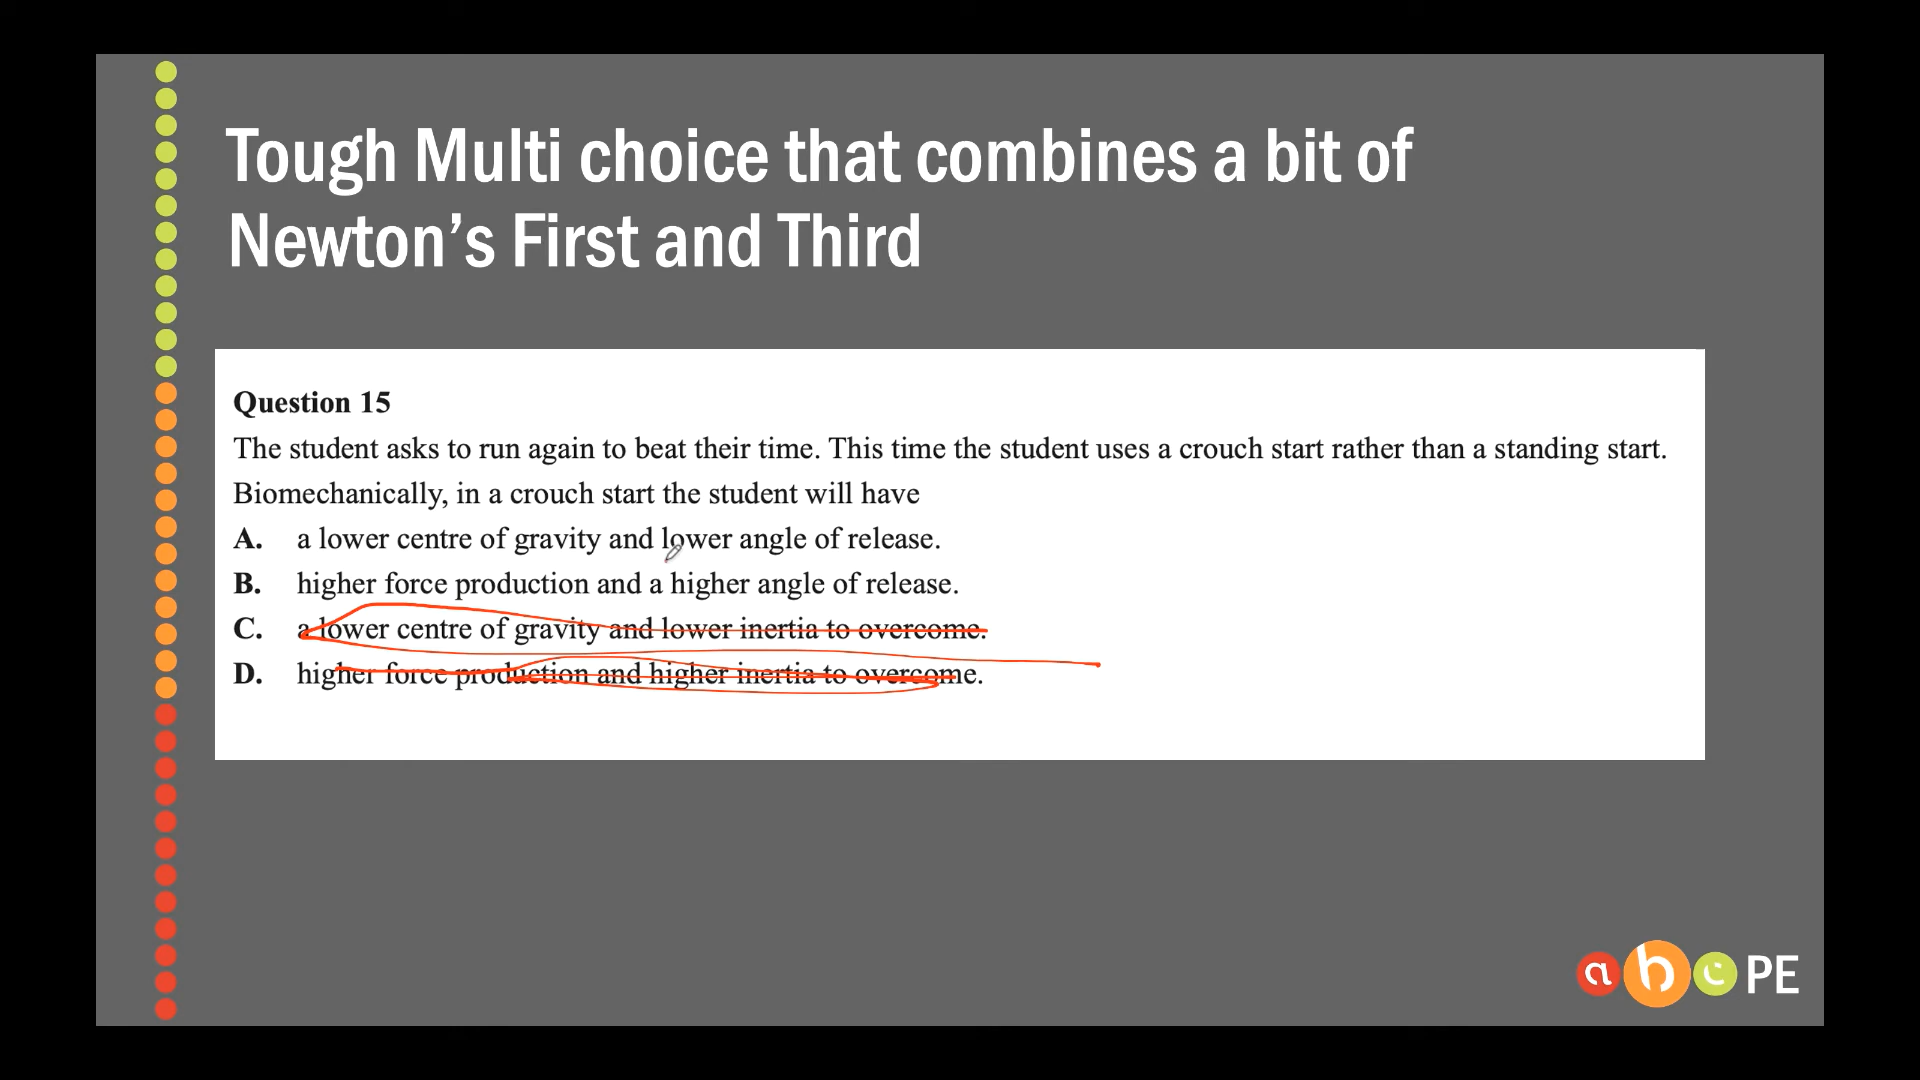 Tough Multi choice that combines a bit of
Newton’s First and Third
Question 15
The student asks to run again to beat their time. This time the student uses a crouch start rather than a standing start.
Biomechanically, in a crouch start the student will have
A. a lower centre of gravity and lower angle of release.
B. higher force production and a higher angle of release.
C. a lower centre of gravity and lower inertia to overcome.
D. higher force production and higher inertia to overcome.
a b c PE